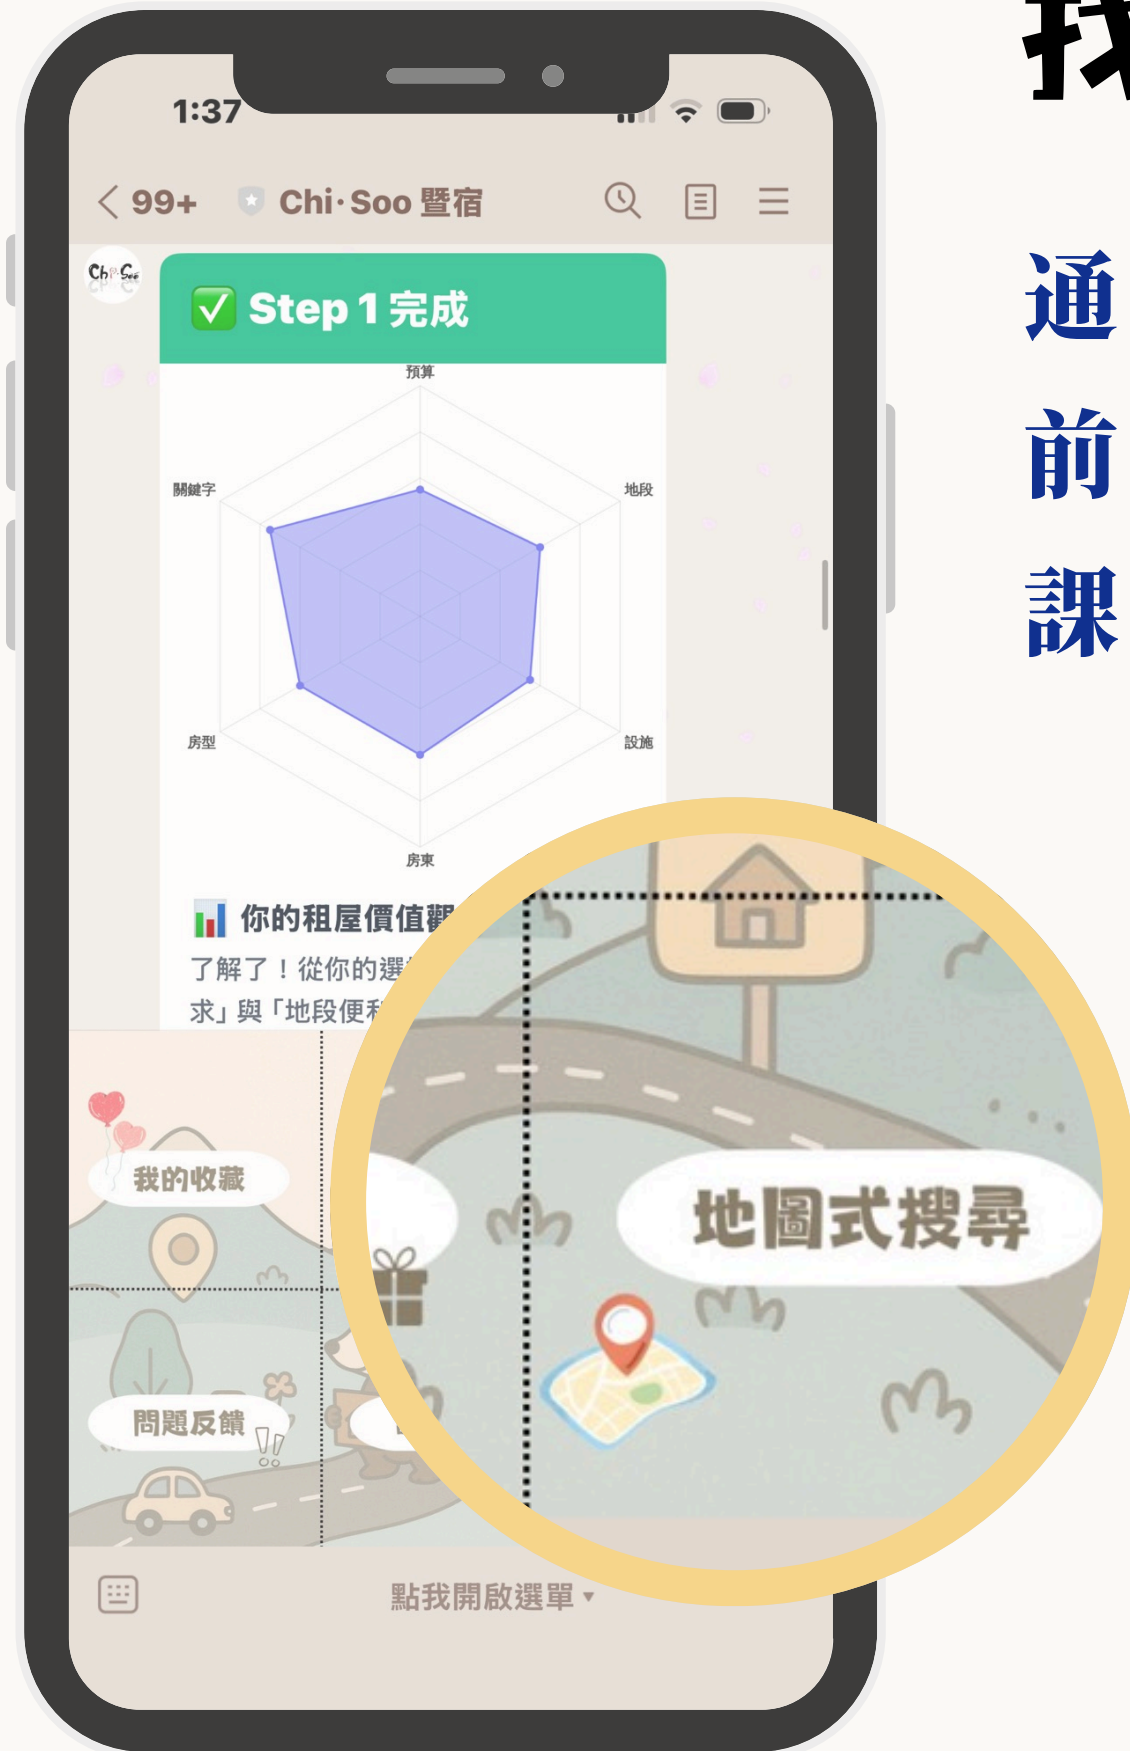 1:37
99+ Chi·Soo 暨宿
Chi Soo
✅ Step 1 完成
預算
關鍵字
地段
房型
設施
房東
📊 你的租屋價值觀
了解了！從你的選
求」與「地段便利
我的收藏
地圖式搜尋
問題反饋
點我開啟選單 ▾
找
通
前
課